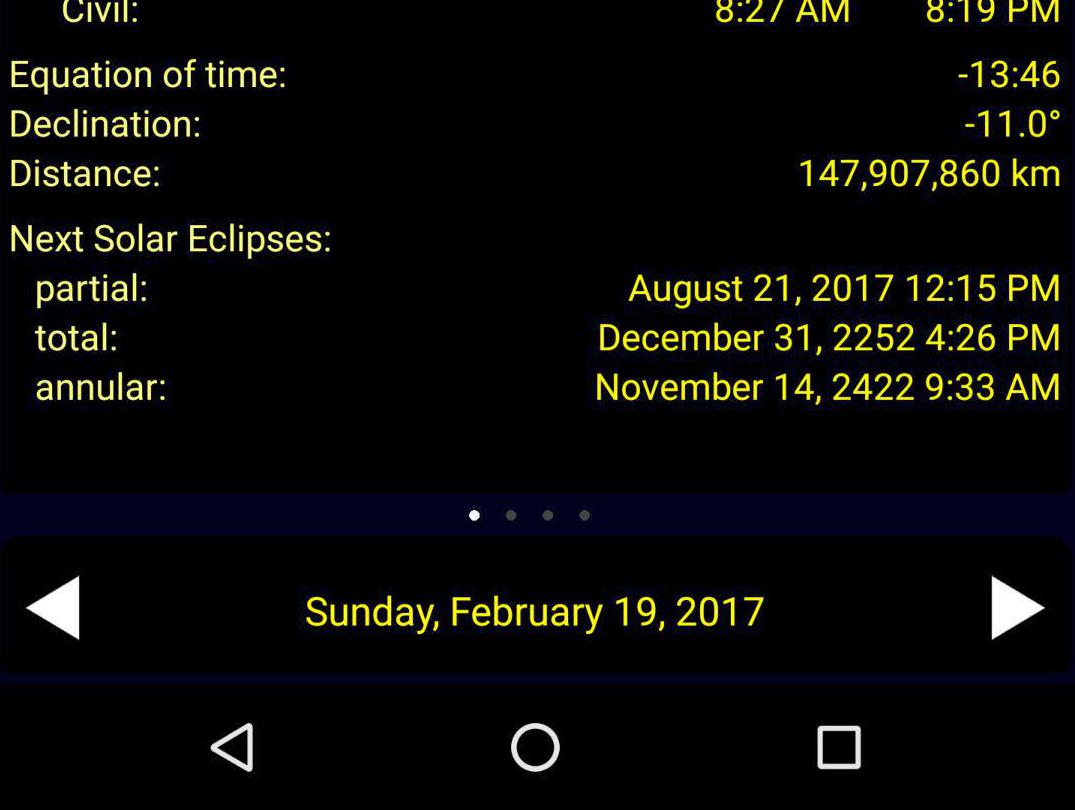 Civil: 8:27 AM 8:19 PM
Equation of time: -13:46
Declination: -11.0°
Distance: 147,907,860 km
Next Solar Eclipses:
partial: August 21, 2017 12:15 PM
total: December 31, 2252 4:26 PM
annular: November 14, 2422 9:33 AM
Sunday, February 19, 2017